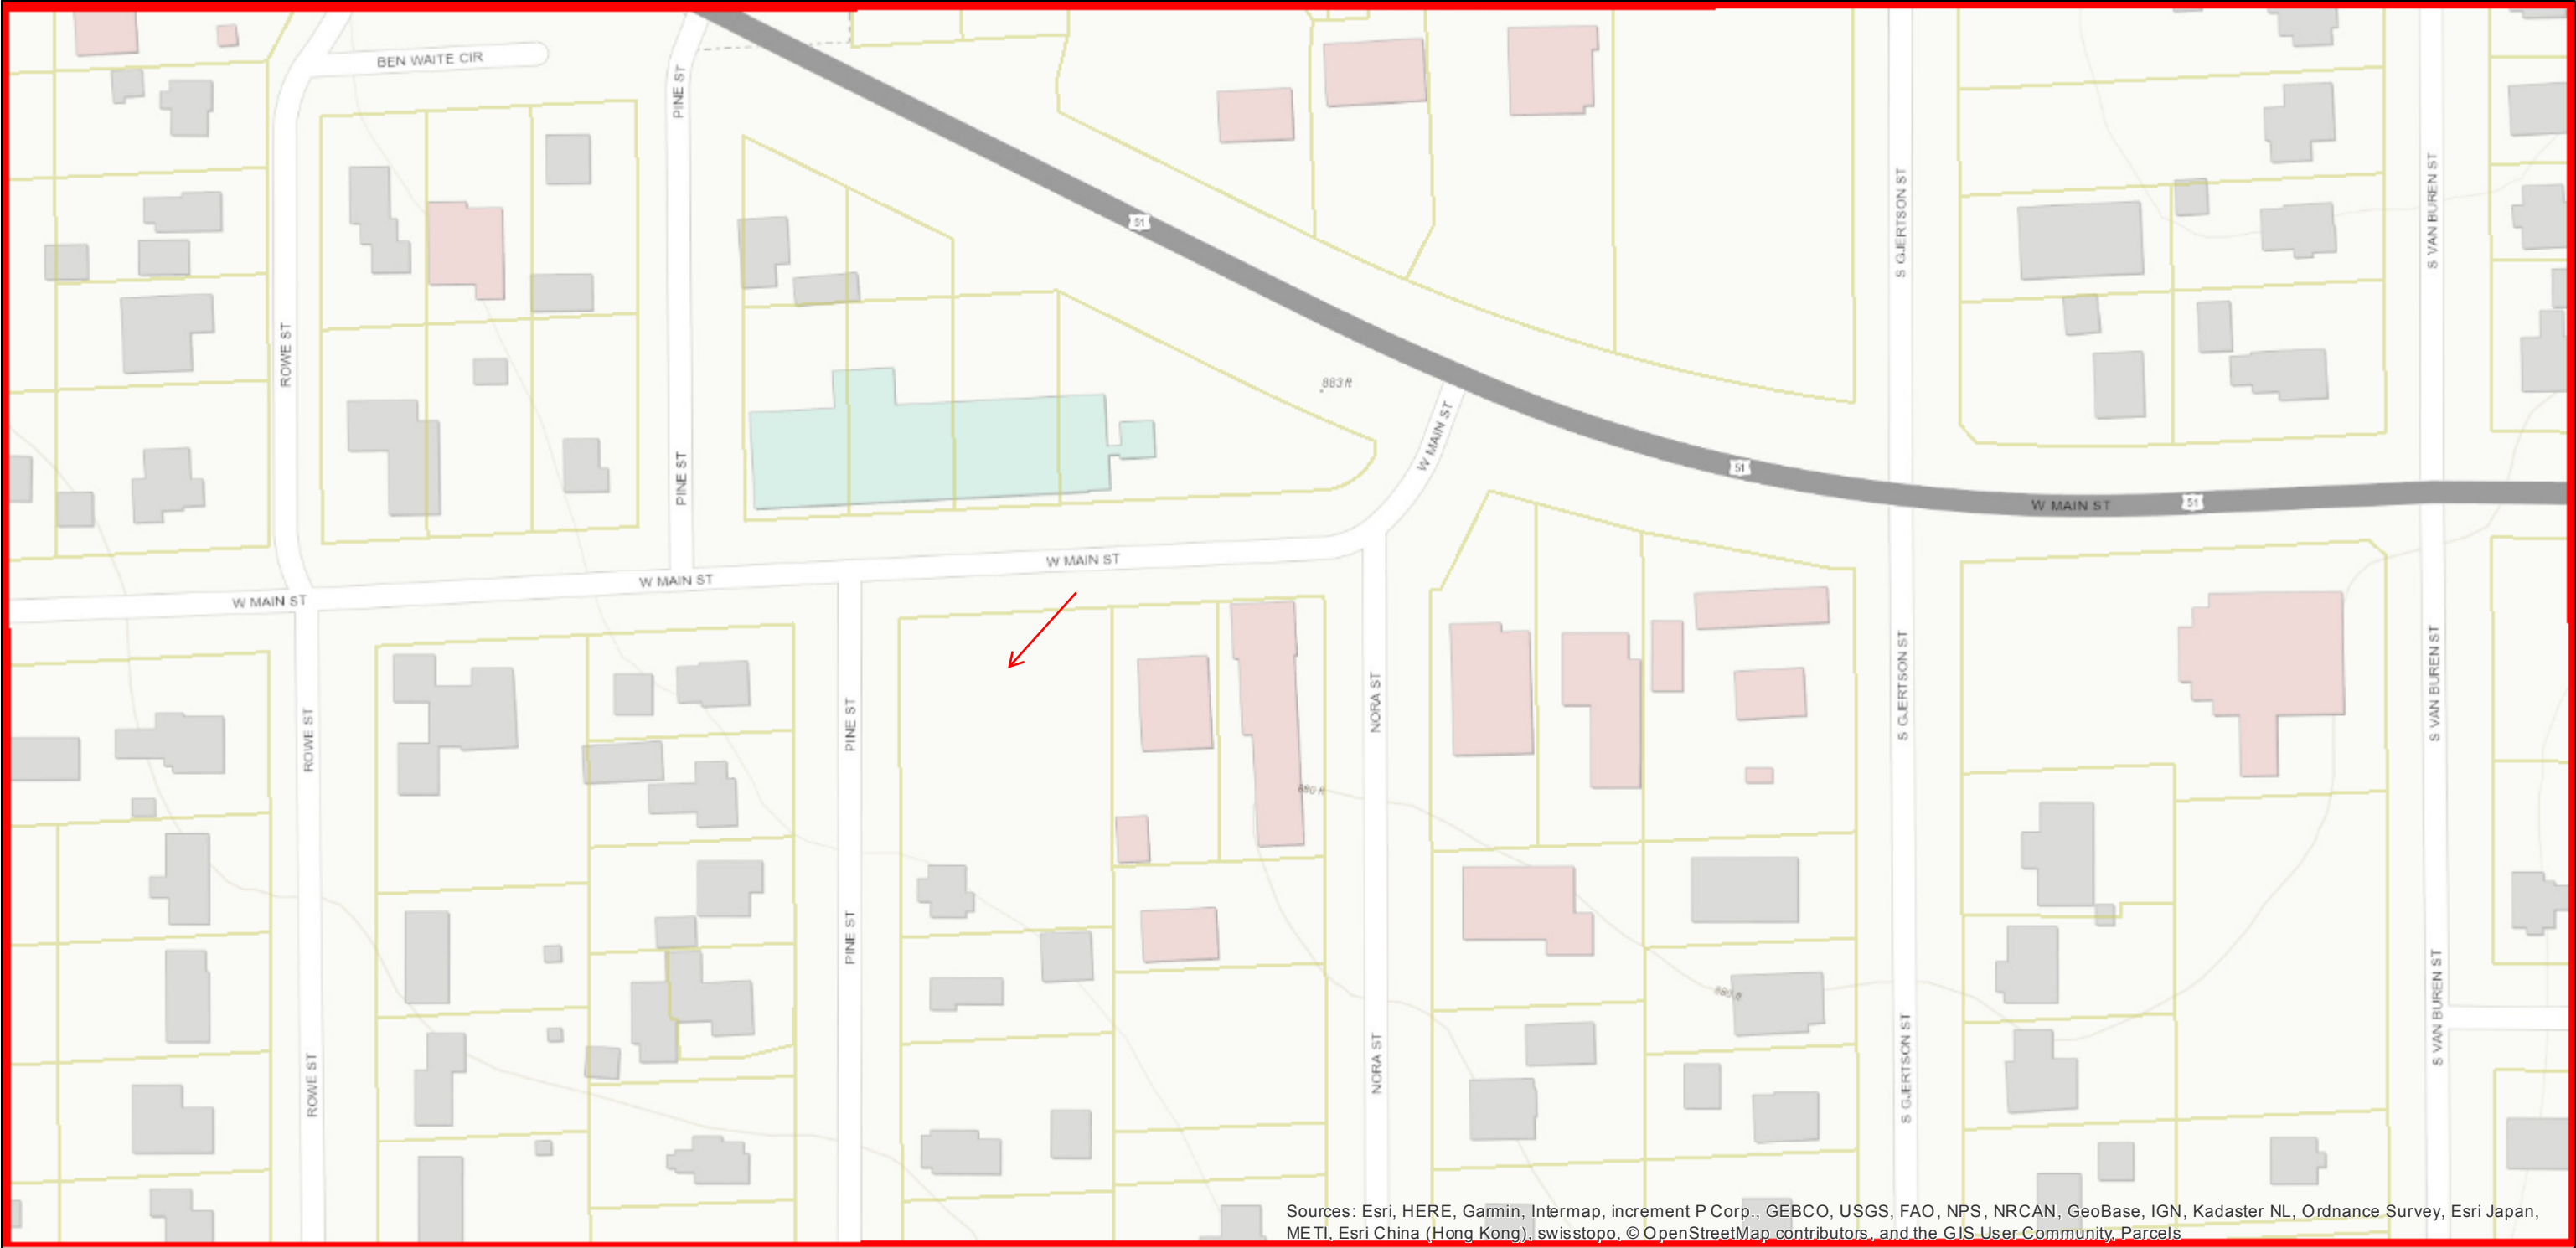 BEN WAITE CIR
PINE ST
S GJERTSON ST
S VAN BUREN ST
51
ROWE ST
883 ft
W MAIN ST
PINE ST
51
W MAIN ST
51
W MAIN ST
W MAIN ST
W MAIN ST
ROWE ST
PINE ST
NORA ST
S GJERTSON ST
S VAN BUREN ST
880 ft
PINE ST
880 ft
S VAN BUREN ST
ROWE ST
NORA ST
S GJERTSON ST
Sources: Esri, HERE, Garmin, Intermap, increment P Corp., GEBCO, USGS, FAO, NPS, NRCAN, GeoBase, IGN, Kadaster NL, Ordnance Survey, Esri Japan,
METI, Esri China (Hong Kong), swisstopo, © OpenStreetMap contributors, and the GIS User Community, Parcels